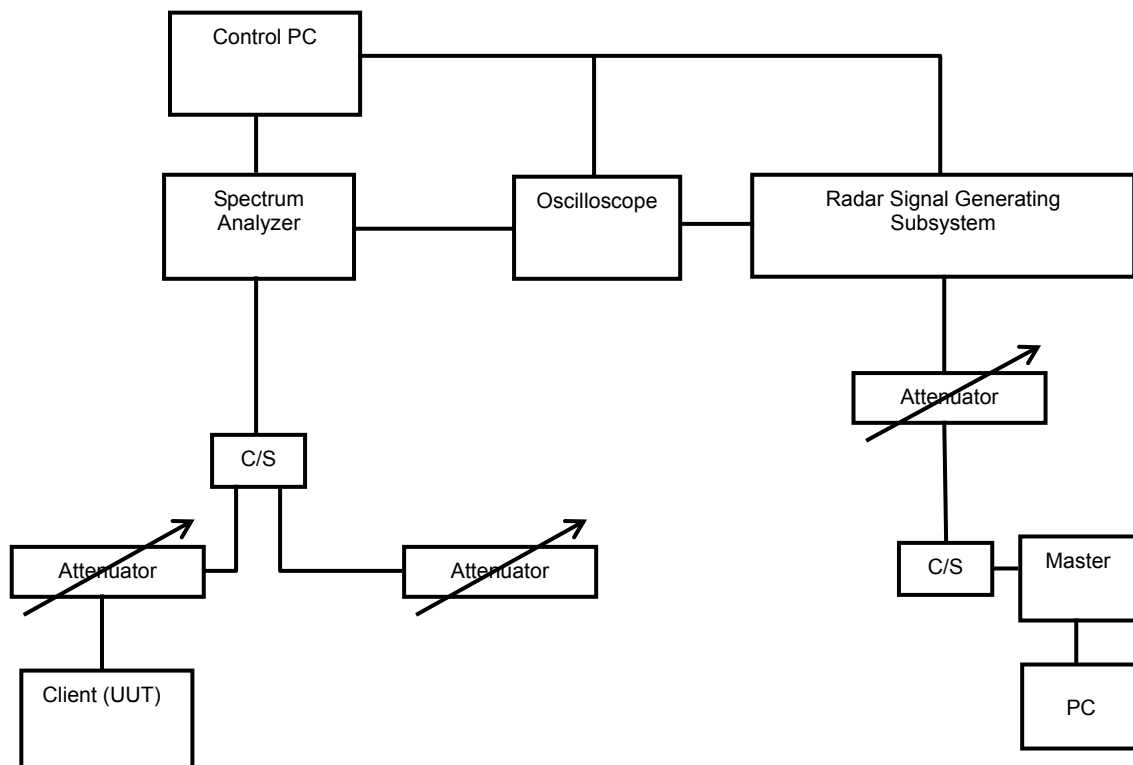 Control PC
Spectrum
Analyzer
Oscilloscope
Radar Signal Generating
Subsystem
Attenuator
C/S
Attenuator
Attenuator
C/S
Master
Client (UUT)
PC